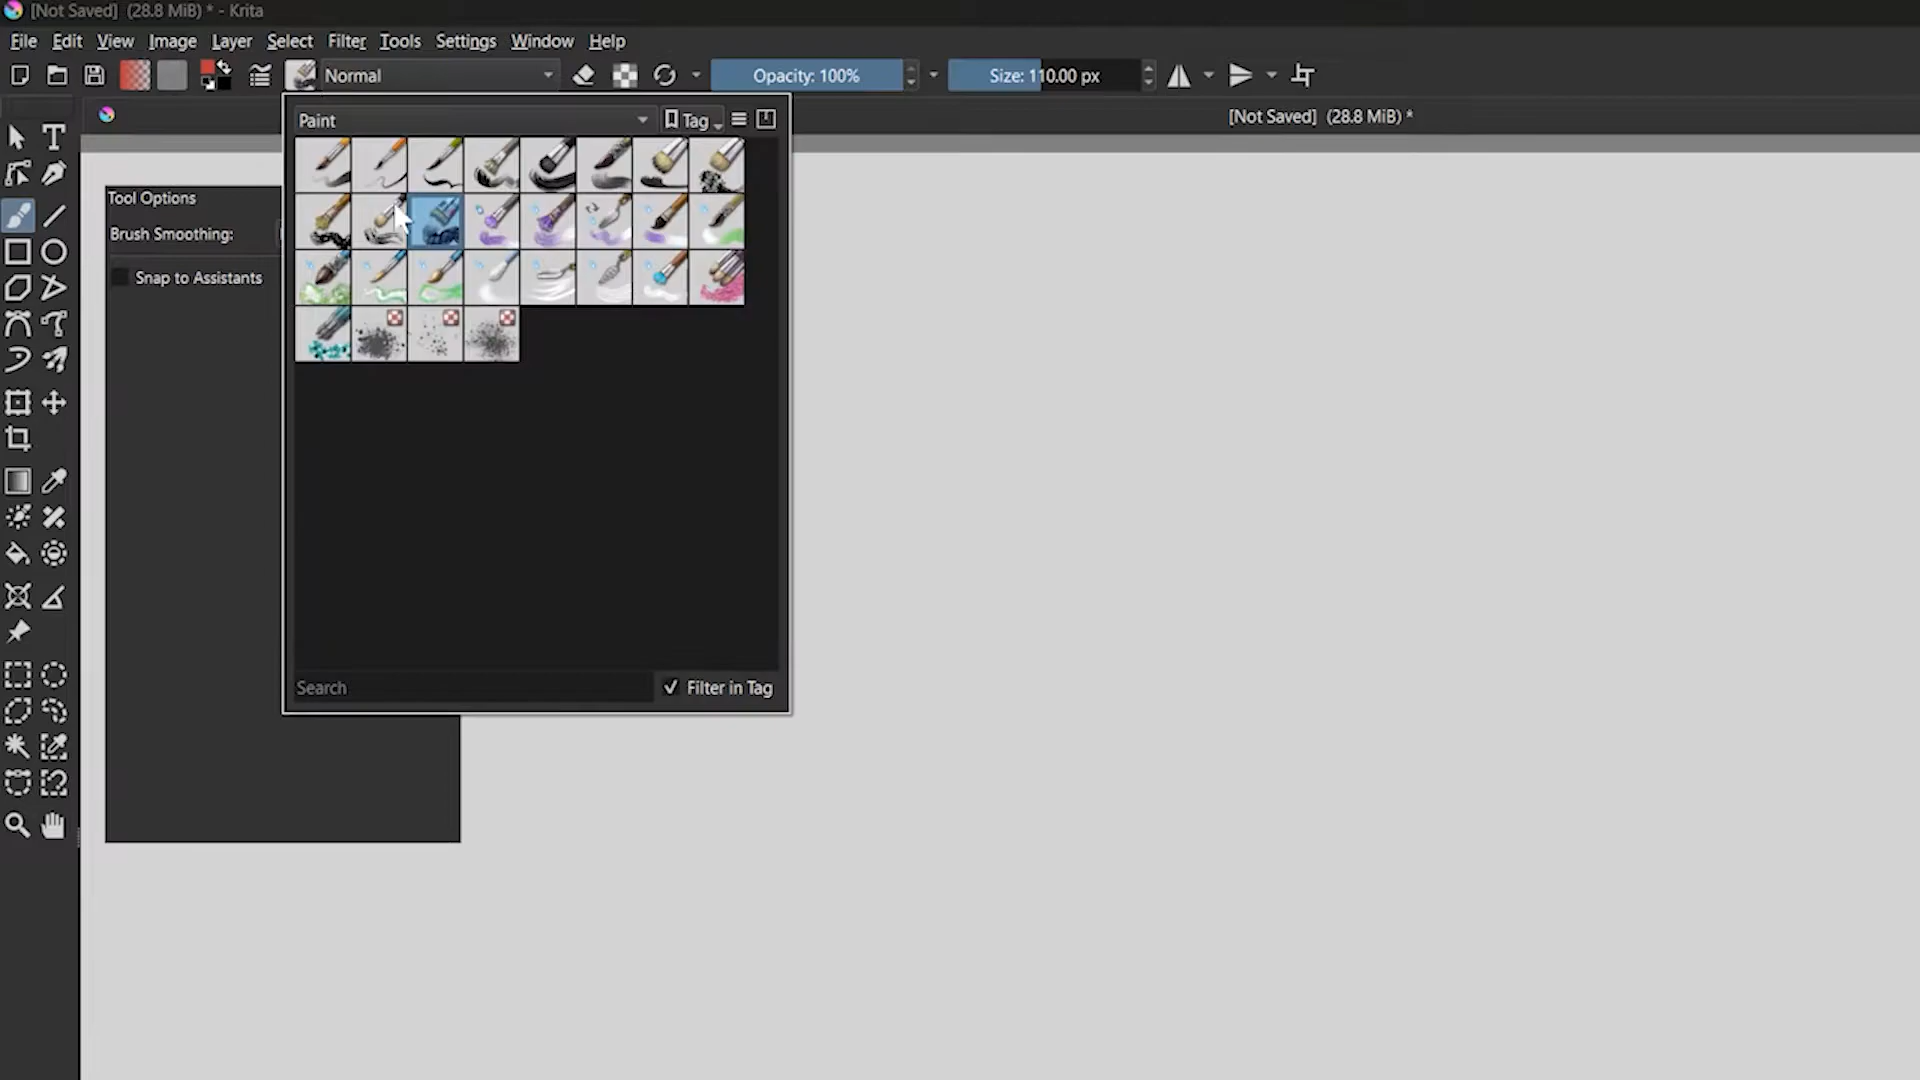 [Not Saved] (28.8 MiB) * - Krita
File Edit View Image Layer Select Filter Tools Settings Window Help
Normal Opacity: 100% Size: 110.00 px
[Not Saved] (28.8 MiB) *
Paint Tag
Tool Options
Brush Smoothing:
Snap to Assistants
Search Filter in Tag